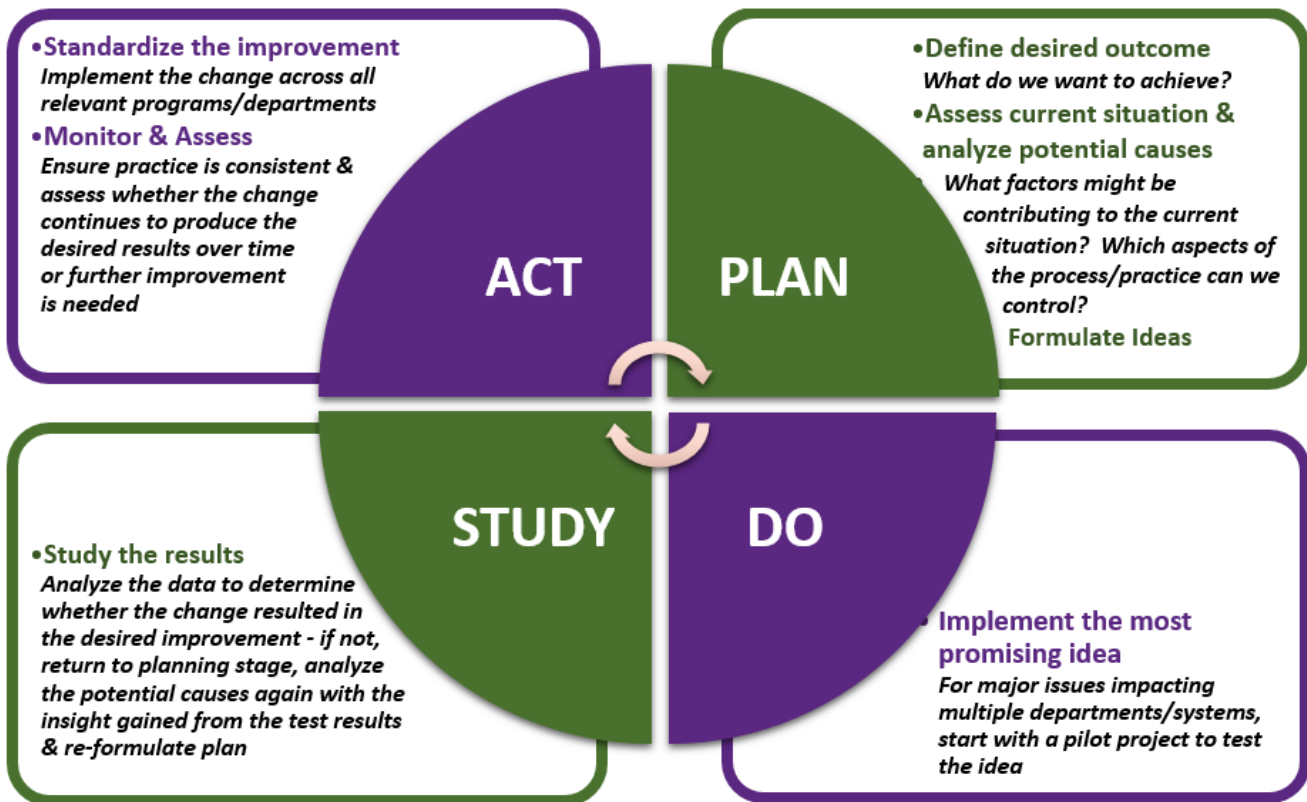 •Standardize the improvement
Implement the change across all
relevant programs/departments
•Monitor & Assess
Ensure practice is consistent &
assess whether the change
continues to produce the
desired results over time
or further improvement
is needed
ACT
PLAN
•Define desired outcome
What do we want to achieve?
•Assess current situation &
analyze potential causes
What factors might be
contributing to the current
situation?  Which aspects of
the process/practice can we
control?
Formulate Ideas
STUDY
DO
•Study the results
Analyze the data to determine
whether the change resulted in
the desired improvement - if not,
return to planning stage, analyze
the potential causes again with the
insight gained from the test results
& re-formulate plan
• Implement the most
promising idea
For major issues impacting
multiple departments/systems,
start with a pilot project to test
the idea